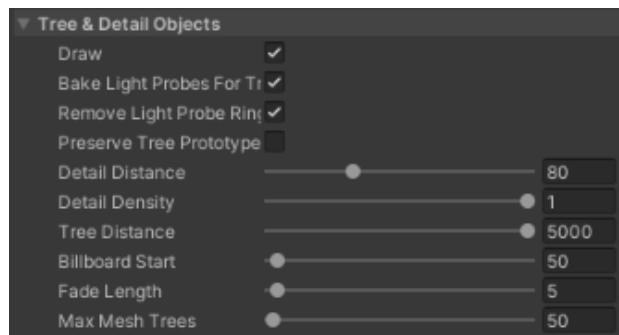 Tree & Detail Objects
Draw
Bake Light Probes For Tr
Remove Light Probe Ring
Preserve Tree Prototype
Detail Distance 80
Detail Density 1
Tree Distance 5000
Billboard Start 50
Fade Length 5
Max Mesh Trees 50